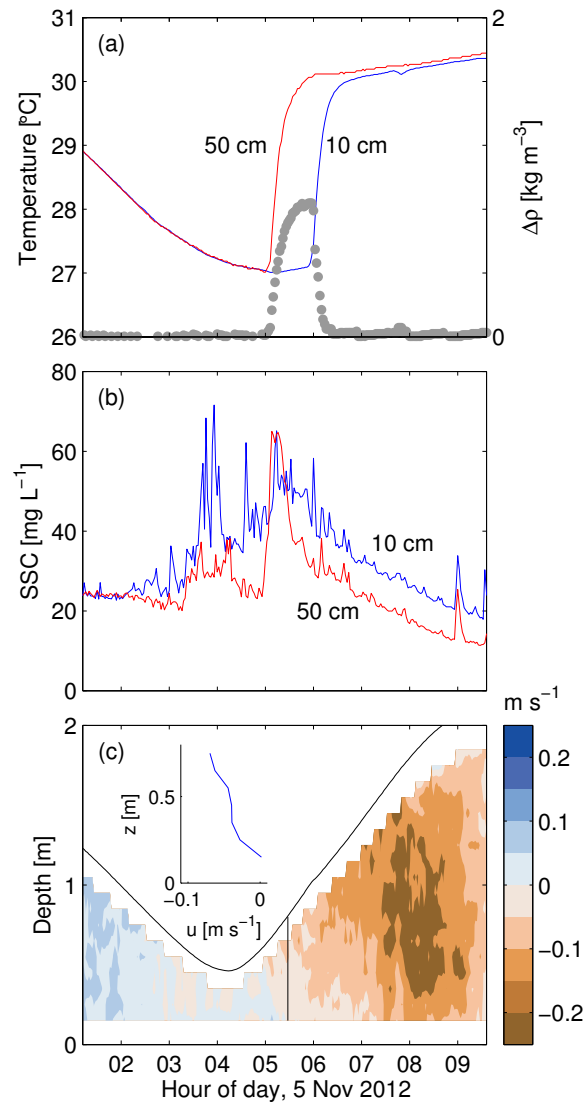 (a)
31
30
29
28
27
26
Temperature [°C]
50 cm
10 cm
2
0
Δρ [kg m⁻³]
(b)
80
60
40
20
0
SSC [mg L⁻¹]
10 cm
50 cm
(c)
2
1
0
Depth [m]
0.5
z [m]
−0.1
0
u [m s⁻¹]
m s⁻¹
0.2
0.1
0
−0.1
−0.2
02 03 04 05 06 07 08 09
Hour of day, 5 Nov 2012